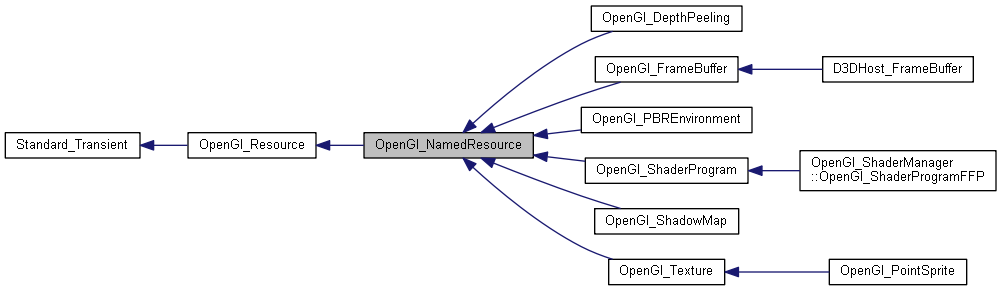 OpenGl_DepthPeeling
OpenGl_FrameBuffer
D3DHost_FrameBuffer
OpenGl_PBREnvironment
Standard_Transient
OpenGl_Resource
OpenGl_NamedResource
OpenGl_ShaderProgram
OpenGl_ShaderManager
::OpenGl_ShaderProgramFFP
OpenGl_ShadowMap
OpenGl_Texture
OpenGl_PointSprite